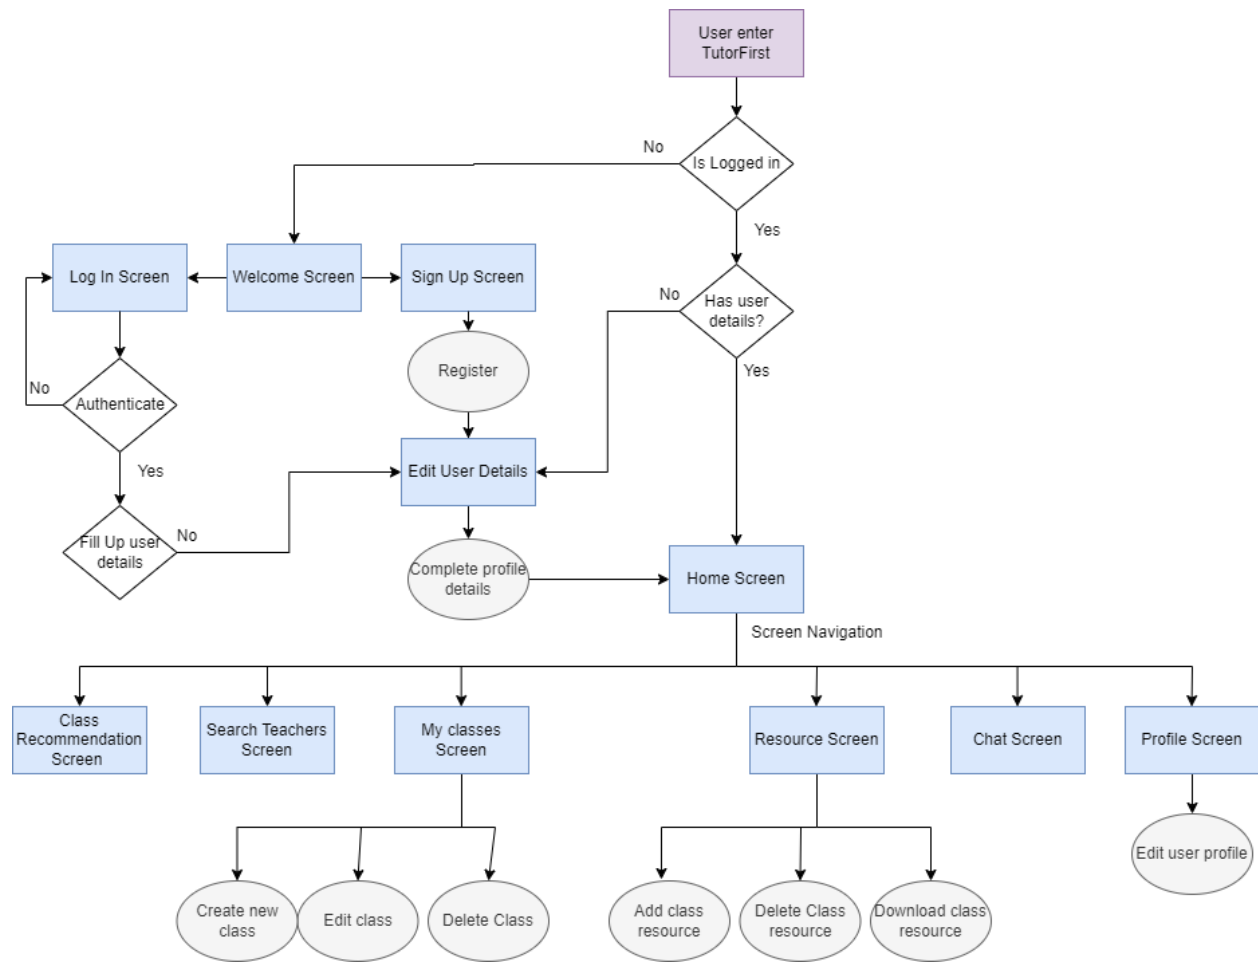 User enter
TutorFirst
No
Is Logged in
Yes
Log In Screen
Welcome Screen
Sign Up Screen
No
Has user
details?
Register
Yes
No
Authenticate
Yes
Edit User Details
Fill Up user
details
No
Complete profile
details
Home Screen
Screen Navigation
Class
Recommendation
Screen
Search Teachers
Screen
My classes
Screen
Resource Screen
Chat Screen
Profile Screen
Edit user profile
Create new
class
Edit class
Delete Class
Add class
resource
Delete Class
resource
Download class
resource